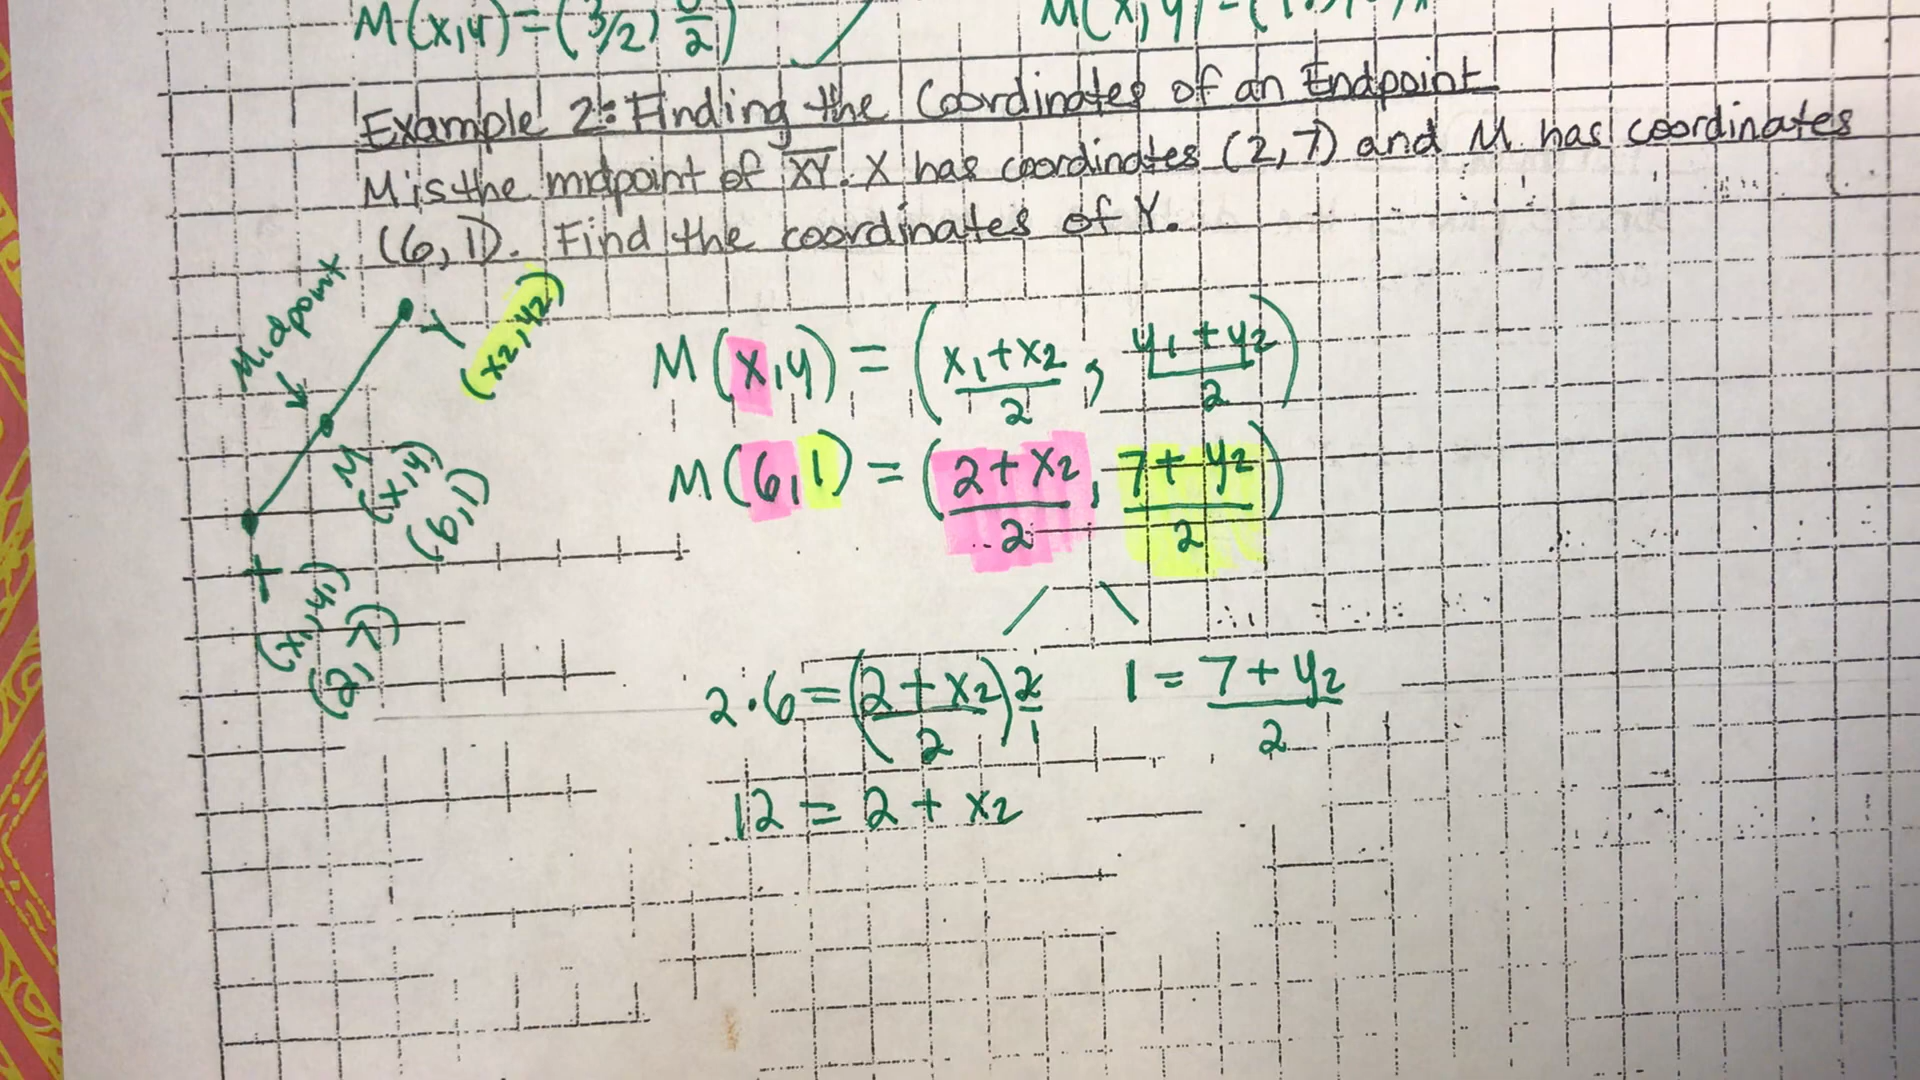 M(x,y) = (3/2, 0/2)
M(x,y) = (
Example 2: Finding the Coordinates of an Endpoint
M is the midpoint of XY. X has coordinates (2,7) and M has coordinates
(6,1). Find the coordinates of Y.
Midpoint
Y
(x2,y2)
M
(x,y)
(6,1)
X
(x1,y1)
(2,7)
M(x,y) = (x1+x2/2, y1+y2/2)
M(6,1) = (2+x2/2, 7+y2/2)
2·6=(2+x2/2)2/1
1 = 7+y2/2
12 = 2 + x2